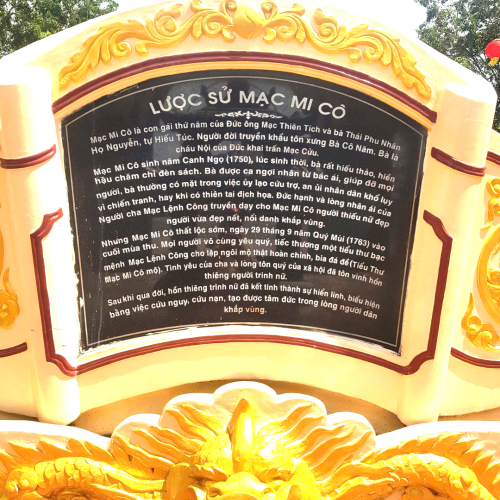 LƯỢC SỬ MẠC MI CÔ
Mạc Mi Cô là con gái thứ năm của Đức ông Mạc Thiên Tích và bà Thái Phu Nhân
Họ Nguyễn, tự Hiếu Túc. Người đời truyền khẩu tôn xưng Bà Cô Năm. Bà là
cháu Nội của Đức khai trấn Mạc Cửu.
Mạc Mi Cô sinh năm Canh Ngọ (1750), lúc sinh thời, bà rất hiếu thảo, hiền
hậu chăm chỉ đèn sách. Bà được ca ngợi nhân từ bác ái, giúp đỡ mọi
người, bà thường có mặt trong việc ủy lạo cứu trợ, an ủi nhân dân khổ lụy
vì chiến tranh, hay khi có thiên tai địch họa. Đức hạnh và lòng nhân ái của
Người cha Mạc Lệnh Công truyền dạy cho Mạc Mi Cô người thiếu nữ đẹp
người vừa đẹp nết, nổi danh khắp vùng.
Nhưng Mạc Mi Cô thất lộc sớm, ngày 29 tháng 9 năm Quý Múi (1763) vào
cuối mùa thu. Mọi người vô cùng yêu quý, tiếc thương một tiểu thư bạc
mệnh Mạc Lệnh Công cho lập ngôi mộ thật hoàn chỉnh, bia đá đề (Tiểu Thư
Mạc Mi Cô mộ). Tình yêu của cha và lòng tôn quý của xã hội đã tôn vinh hồn
thiêng người trinh nữ.
Sau khi qua đời, hồn thiêng trinh nữ đã kết tinh thành sự hiển linh, biểu hiện
bằng việc cứu nguy, cứu nạn, tạo được tâm đức trong lòng người dân
khắp vùng.